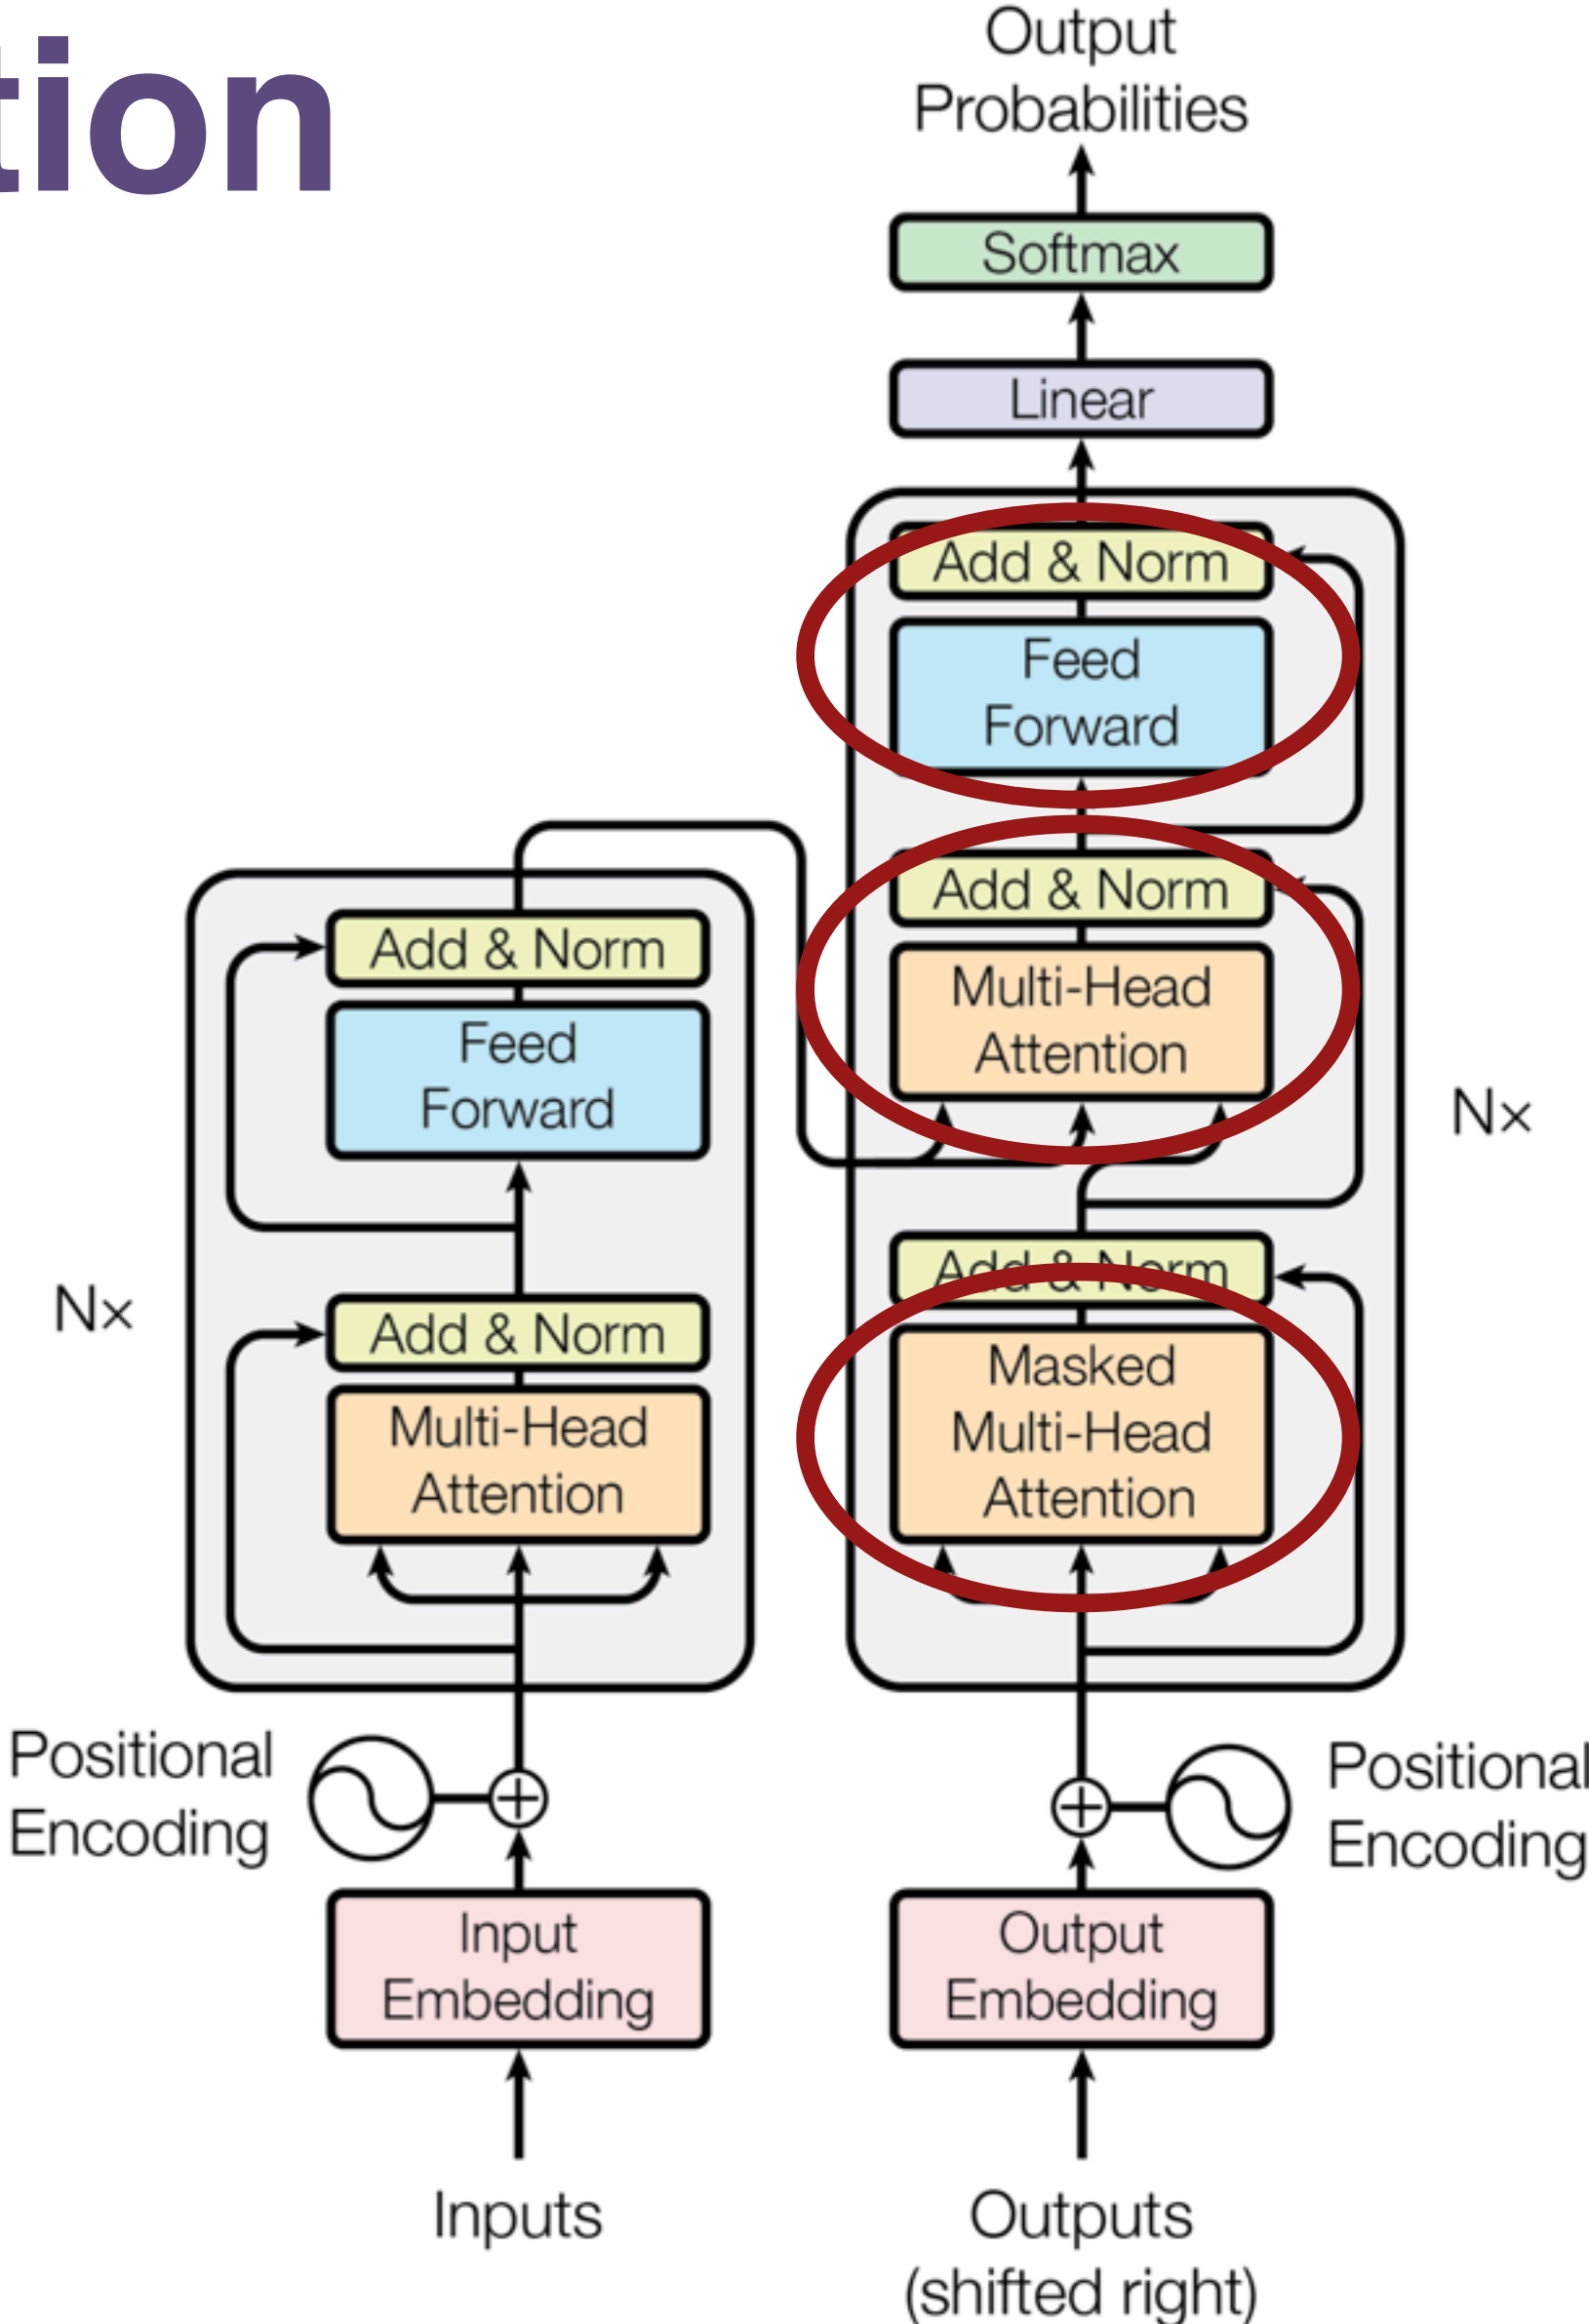 tion
Output
Probabilities
Softmax
Linear
Add & Norm
Feed
Forward
Add & Norm
Multi-Head
Attention
Nx
Add & Norm
Masked
Multi-Head
Attention
Add & Norm
Feed
Forward
Nx
Add & Norm
Multi-Head
Attention
Positional
Encoding
Positional
Encoding
Input
Embedding
Output
Embedding
Inputs
Outputs
(shifted right)